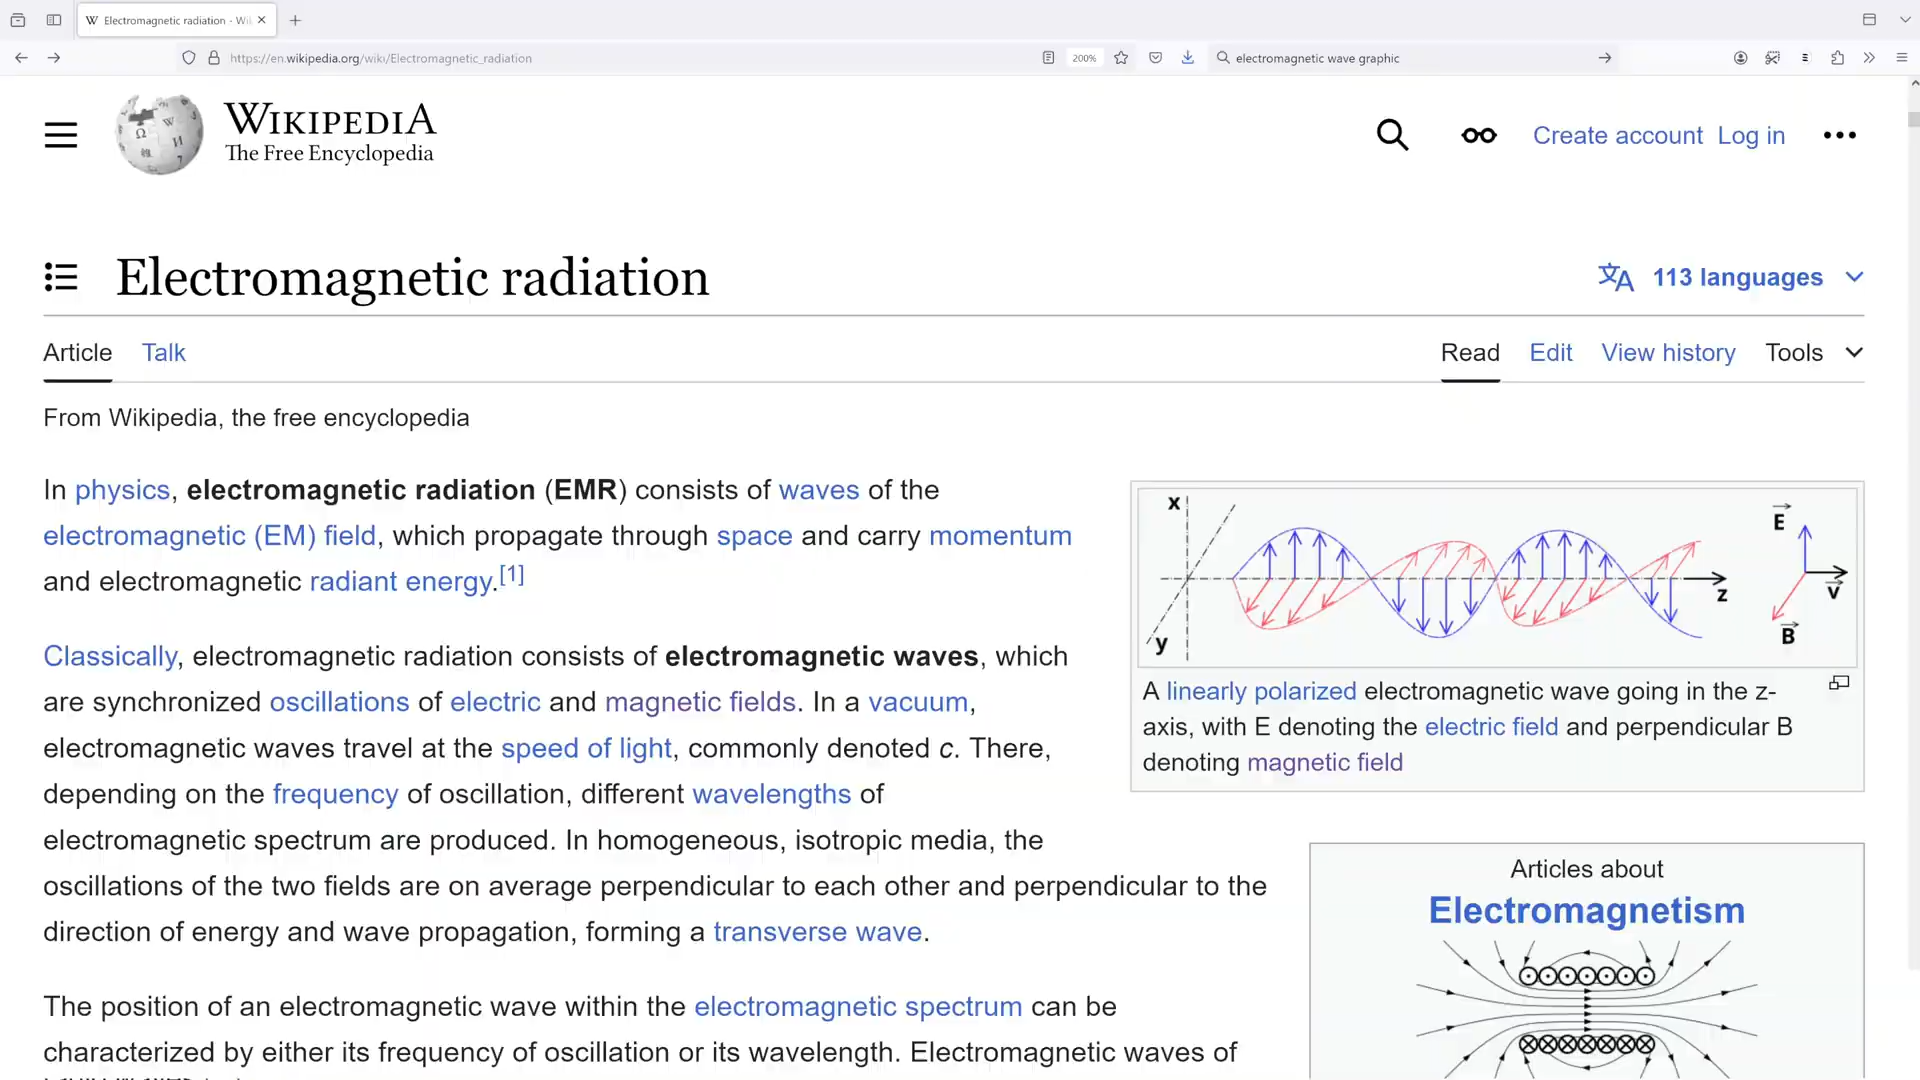 Electromagnetic radiation - Wi
https://en.wikipedia.org/wiki/Electromagnetic_radiation
200%
electromagnetic wave graphic
WIKIPEDIA
The Free Encyclopedia
Create account Log in
Electromagnetic radiation
113 languages
Article Talk
Read Edit View history Tools
From Wikipedia, the free encyclopedia
In physics, electromagnetic radiation (EMR) consists of waves of the
electromagnetic (EM) field, which propagate through space and carry momentum
and electromagnetic radiant energy.[1]
Classically, electromagnetic radiation consists of electromagnetic waves, which
are synchronized oscillations of electric and magnetic fields. In a vacuum,
electromagnetic waves travel at the speed of light, commonly denoted c. There,
depending on the frequency of oscillation, different wavelengths of
electromagnetic spectrum are produced. In homogeneous, isotropic media, the
oscillations of the two fields are on average perpendicular to each other and perpendicular to the
direction of energy and wave propagation, forming a transverse wave.
The position of an electromagnetic wave within the electromagnetic spectrum can be
characterized by either its frequency of oscillation or its wavelength. Electromagnetic waves of
x
y
z
E
v
B
A linearly polarized electromagnetic wave going in the z-
axis, with E denoting the electric field and perpendicular B
denoting magnetic field
Articles about
Electromagnetism